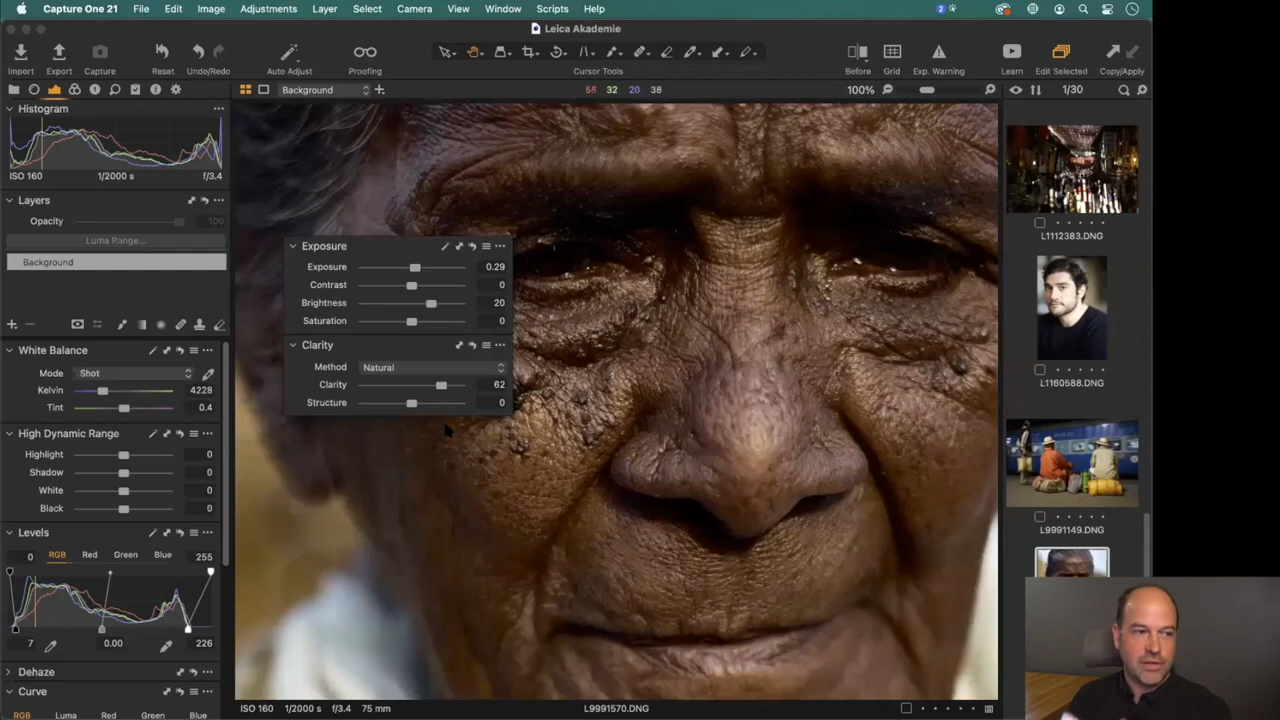 Capture One 21 File Edit Image Adjustments Layer Select Camera View Window Scripts Help 2
Leica Akademie
Import Export Capture Reset Undo/Redo Auto Adjust Proofing Cursor Tools Before Grid Exp. Warning Learn Edit Selected Copy/Apply
Background 56 32 20 38 100% 1/30
Histogram
ISO 160 1/2000 s f/3.4
Layers
Opacity 100
Luma Range...
Background
White Balance
Mode Shot
Kelvin 4228
Tint 0.4
High Dynamic Range
Highlight 0
Shadow 0
White 0
Black 0
Levels
0 RGB Red Green Blue 255
7 0.00 226
Dehaze
Curve
RGB Luma Red Green Blue
Exposure
Exposure 0.29
Contrast 0
Brightness 20
Saturation 0
Clarity
Method Natural
Clarity 62
Structure 0
L1112383.DNG
L1160588.DNG
L9991149.DNG
ISO 160 1/2000 s f/3.4 75 mm L9991570.DNG